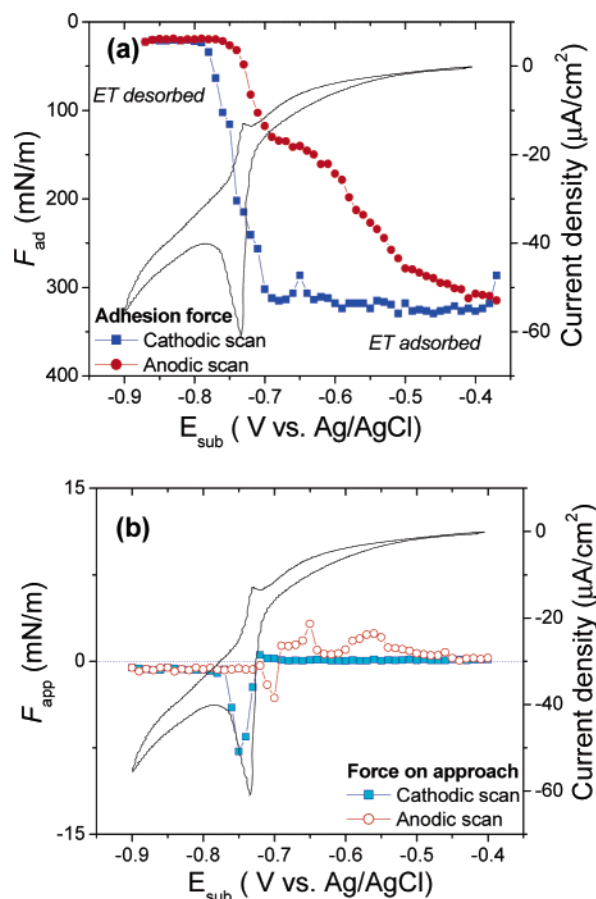 (a)
ET desorbed
ET adsorbed
Adhesion force
Cathodic scan
Anodic scan
F_ad (mN/m)
0
100
200
300
400
Current density (μA/cm²)
0
-20
-40
-60
-0.9 -0.8 -0.7 -0.6 -0.5 -0.4
E_sub ( V vs. Ag/AgCl)
(b)
Force on approach
Cathodic scan
Anodic scan
F_app (mN/m)
15
0
-15
Current density (μA/cm²)
0
-20
-40
-60
-0.9 -0.8 -0.7 -0.6 -0.5 -0.4
E_sub ( V vs. Ag/AgCl)